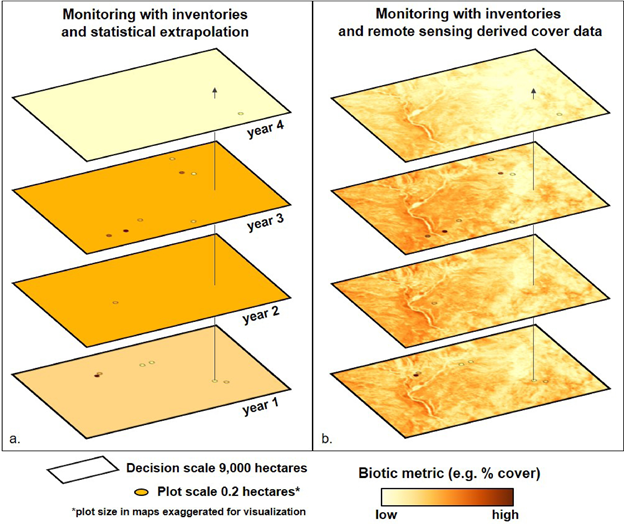 Monitoring with inventories
and statistical extrapolation
Monitoring with inventories
and remote sensing derived cover data
year 4
year 3
year 2
year 1
a.
b.
Decision scale 9,000 hectares
Plot scale 0.2 hectares*
*plot size in maps exaggerated for visualization
Biotic metric (e.g. % cover)
low high